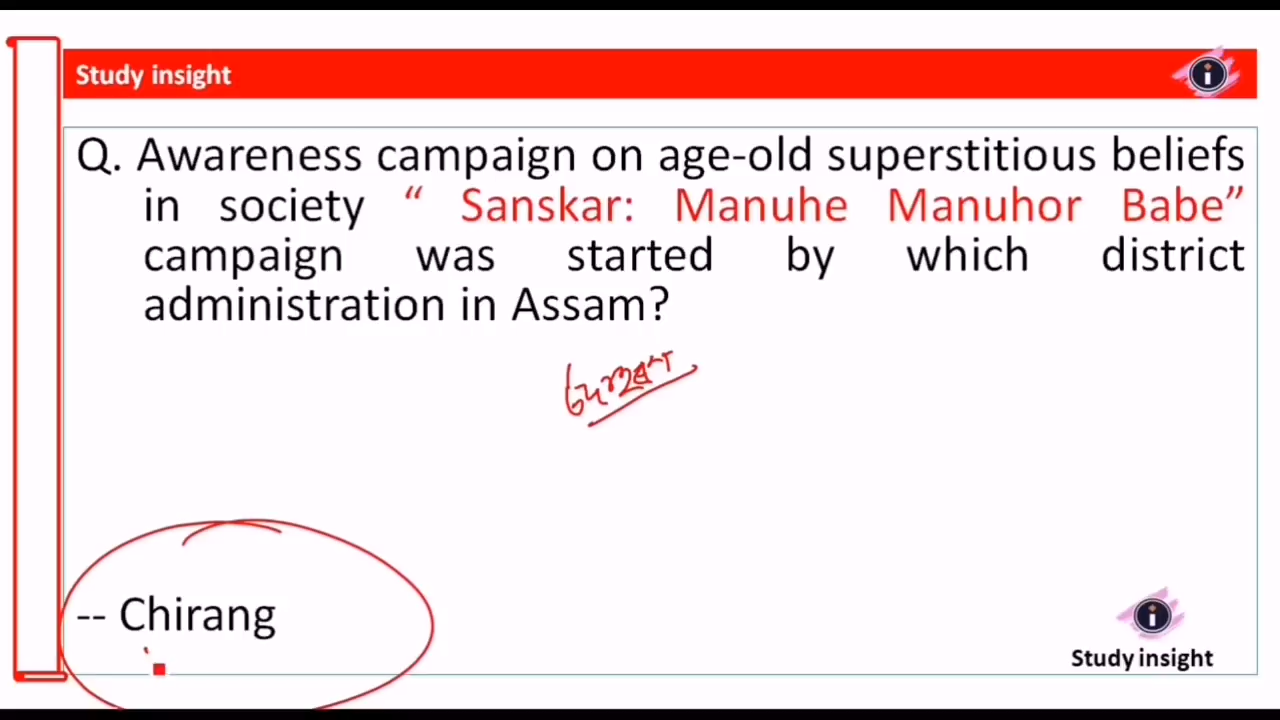 Study insight
Q. Awareness campaign on age-old superstitious beliefs
in society “ Sanskar: Manuhe Manuhor Babe”
campaign was started by which district
administration in Assam?
-- Chirang
Study insight